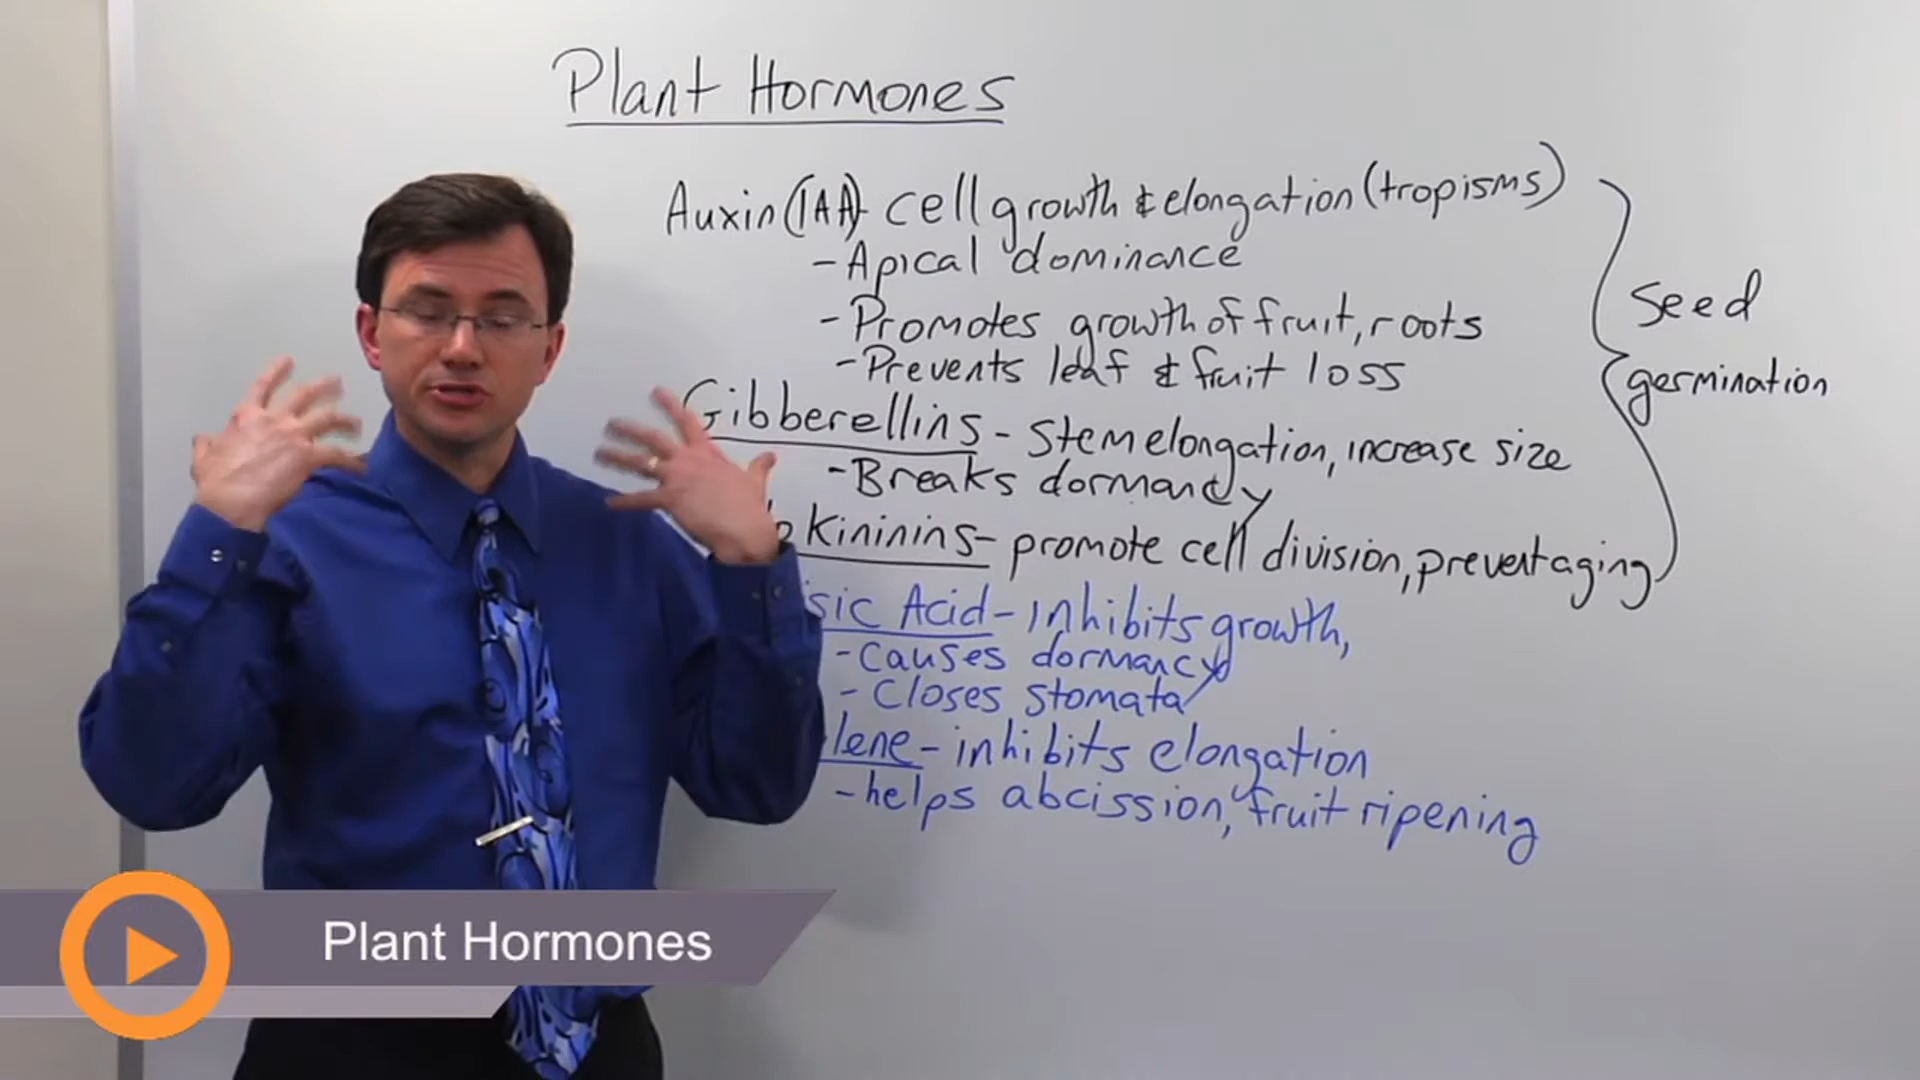 Plant Hormones
Auxin (IAA)- cell growth & elongation (tropisms)
- Apical dominance
- Promotes growth of fruit, roots
- Prevents leaf & fruit loss
Gibberellins - Stem elongation, increase size
- Breaks dormancy
okininins- promote cell division, prevent aging
sic Acid- inhibits growth,
- Causes dormancy
- Closes stomata
lene- inhibits elongation
- helps abcission, fruit ripening
Seed
germination
Plant Hormones